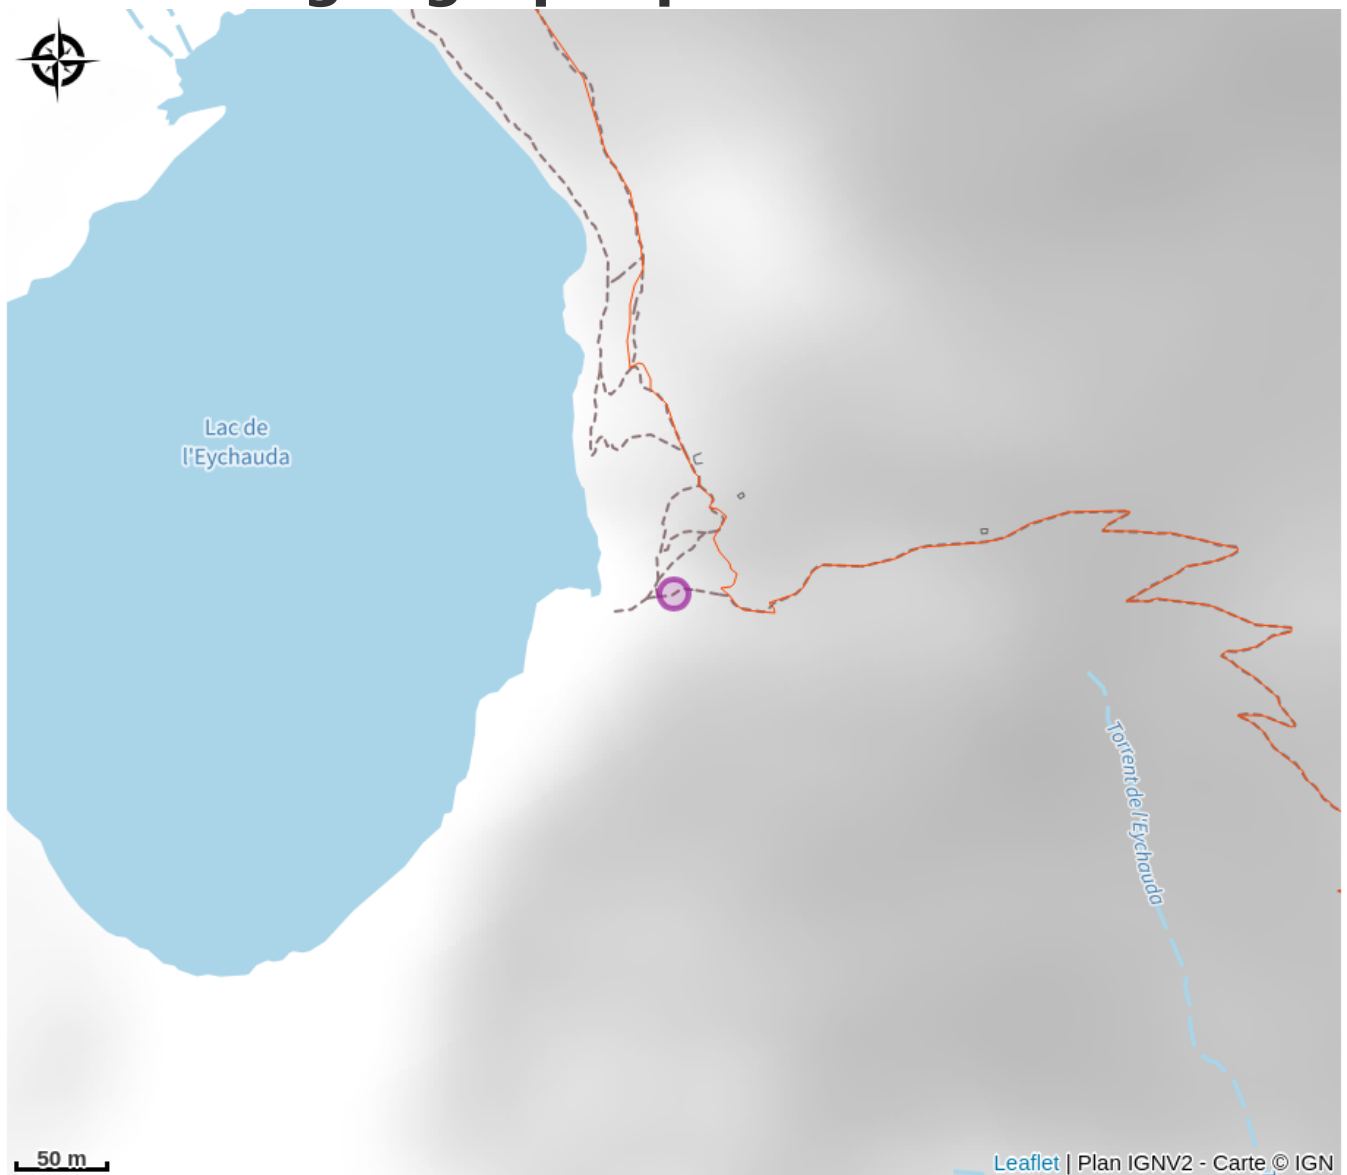 Lac de
l'Eychauda
Torrent de l'Eychauda
50 m
Leaflet | Plan IGNV2 - Carte © IGN